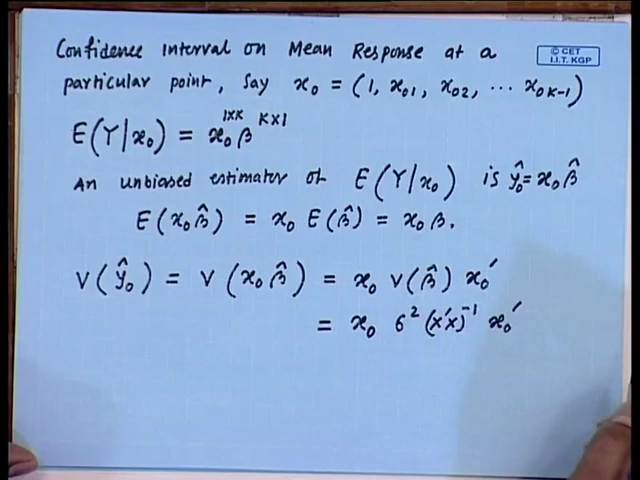 Confidence Interval on Mean Response at a
© CET
I.I.T. KGP
particular point, say x₀ = (1, x₀₁, x₀₂, ... x₀ₖ₋₁)
E(Y|x₀) = x₀^{1×K} β^{K×1}
An unbiased estimator of E(Y|x₀) is ŷ₀ = x₀β̂
E(x₀β̂) = x₀ E(β̂) = x₀β.
V(ŷ₀) = V(x₀β̂) = x₀ V(β̂) x₀′
= x₀ σ² (x′x)⁻¹ x₀′